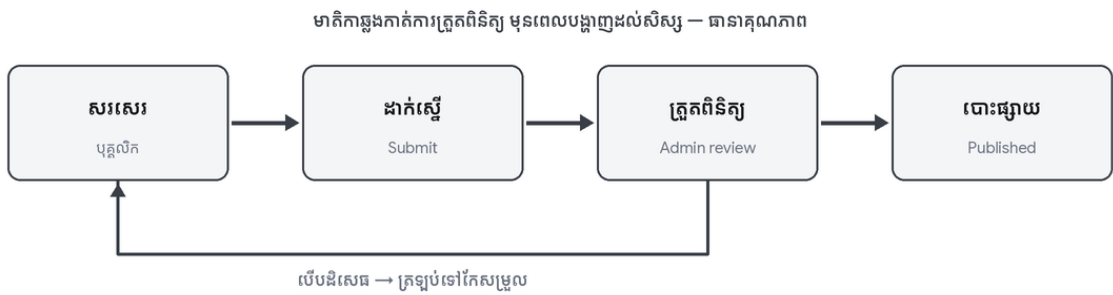 មាតិកាឆ្លងកាត់ការត្រួតពិនិត្យ មុនពេលបង្ហាញដល់សិស្ស — ធានាគុណភាព
សរសេរ
បុគ្គលិក
ដាក់ស្នើ
Submit
ត្រួតពិនិត្យ
Admin review
បោះផ្សាយ
Published
បើបដិសេធ → ត្រឡប់ទៅកែសម្រួល